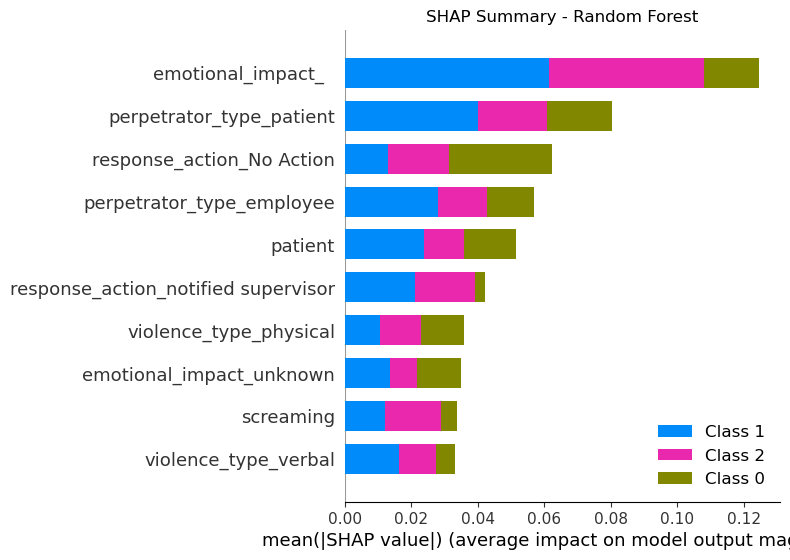 SHAP Summary - Random Forest
emotional_impact_
perpetrator_type_patient
response_action_No Action
perpetrator_type_employee
patient
response_action_notified supervisor
violence_type_physical
emotional_impact_unknown
screaming
violence_type_verbal
Class 1
Class 2
Class 0
0.00 0.02 0.04 0.06 0.08 0.10 0.12
mean(|SHAP value|) (average impact on model output mag